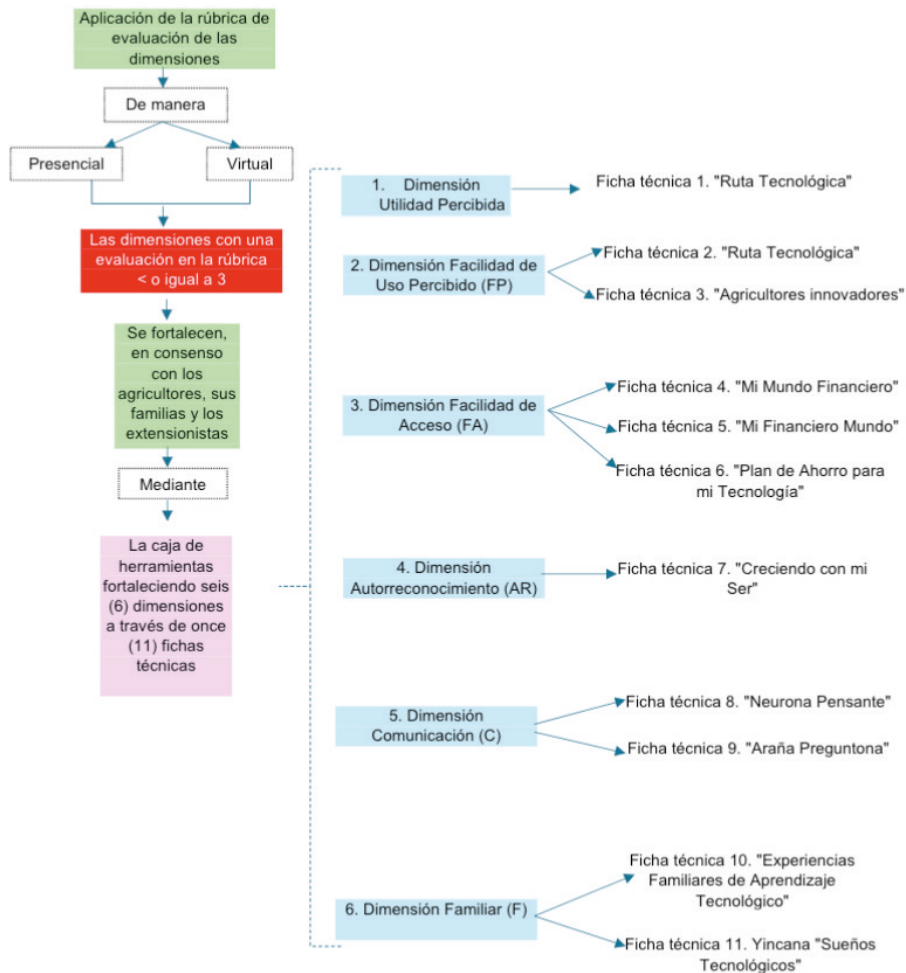 Aplicación de la rúbrica de
evaluación de las
dimensiones
De manera
Presencial
Virtual
Las dimensiones con una
evaluación en la rúbrica
< o igual a 3
Se fortalecen,
en consenso
con los
agricultores, sus
familias y los
extensionistas
Mediante
La caja de
herramientas
fortaleciendo seis
(6) dimensiones
a través de once
(11) fichas
técnicas
1. Dimensión
Utilidad Percibida
Ficha técnica 1. "Ruta Tecnológica"
2. Dimensión Facilidad de
Uso Percibido (FP)
Ficha técnica 2. "Ruta Tecnológica"
Ficha técnica 3. "Agricultores innovadores"
3. Dimensión Facilidad de
Acceso (FA)
Ficha técnica 4. "Mi Mundo Financiero"
Ficha técnica 5. "Mi Financiero Mundo"
Ficha técnica 6. "Plan de Ahorro para
mi Tecnología"
4. Dimensión
Autorreconocimiento (AR)
Ficha técnica 7. "Creciendo con mi
Ser"
5. Dimensión
Comunicación (C)
Ficha técnica 8. "Neurona Pensante"
Ficha técnica 9. "Araña Preguntona"
6. Dimensión Familiar (F)
Ficha técnica 10. "Experiencias
Familiares de Aprendizaje
Tecnológico"
Ficha técnica 11. Yincana "Sueños
Tecnológicos"